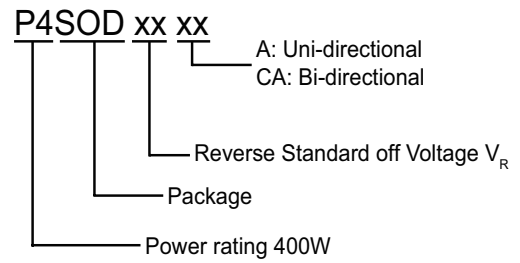 P4SOD xx xx
A: Uni-directional
CA: Bi-directional
Reverse Standard off Voltage VR
Package
Power rating 400W